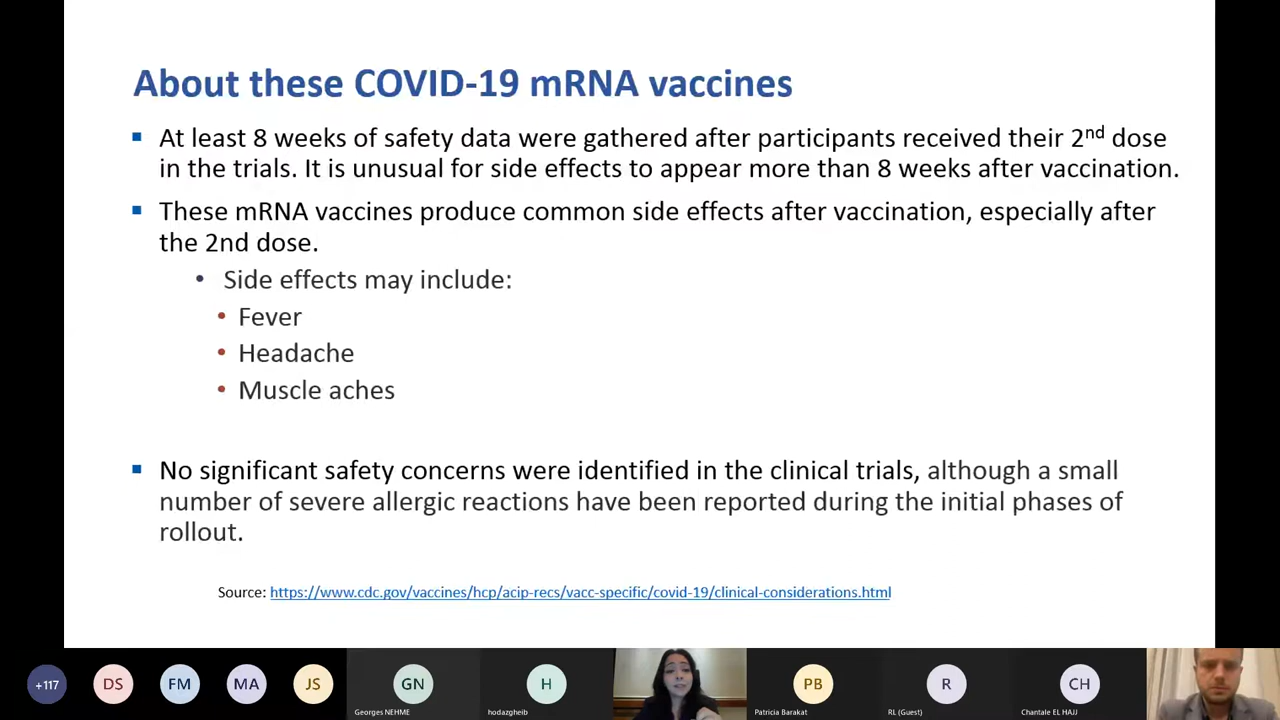 About these COVID-19 mRNA vaccines
▪ At least 8 weeks of safety data were gathered after participants received their 2nd dose
in the trials. It is unusual for side effects to appear more than 8 weeks after vaccination.
▪ These mRNA vaccines produce common side effects after vaccination, especially after
the 2nd dose.
• Side effects may include:
• Fever
• Headache
• Muscle aches
▪ No significant safety concerns were identified in the clinical trials, although a small
number of severe allergic reactions have been reported during the initial phases of
rollout.
Source: https://www.cdc.gov/vaccines/hcp/acip-recs/vacc-specific/covid-19/clinical-considerations.html
+117 DS FM MA JS GN H PB R CH
Georges NEHME hodazgheib Patricia Barakat RL (Guest) Chantale EL HAJJ